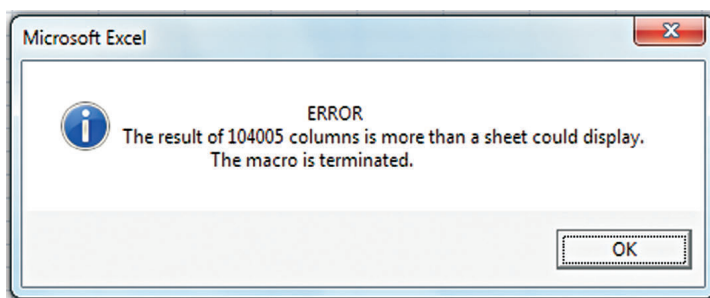 Microsoft Excel
ERROR
The result of 104005 columns is more than a sheet could display.
The macro is terminated.
OK